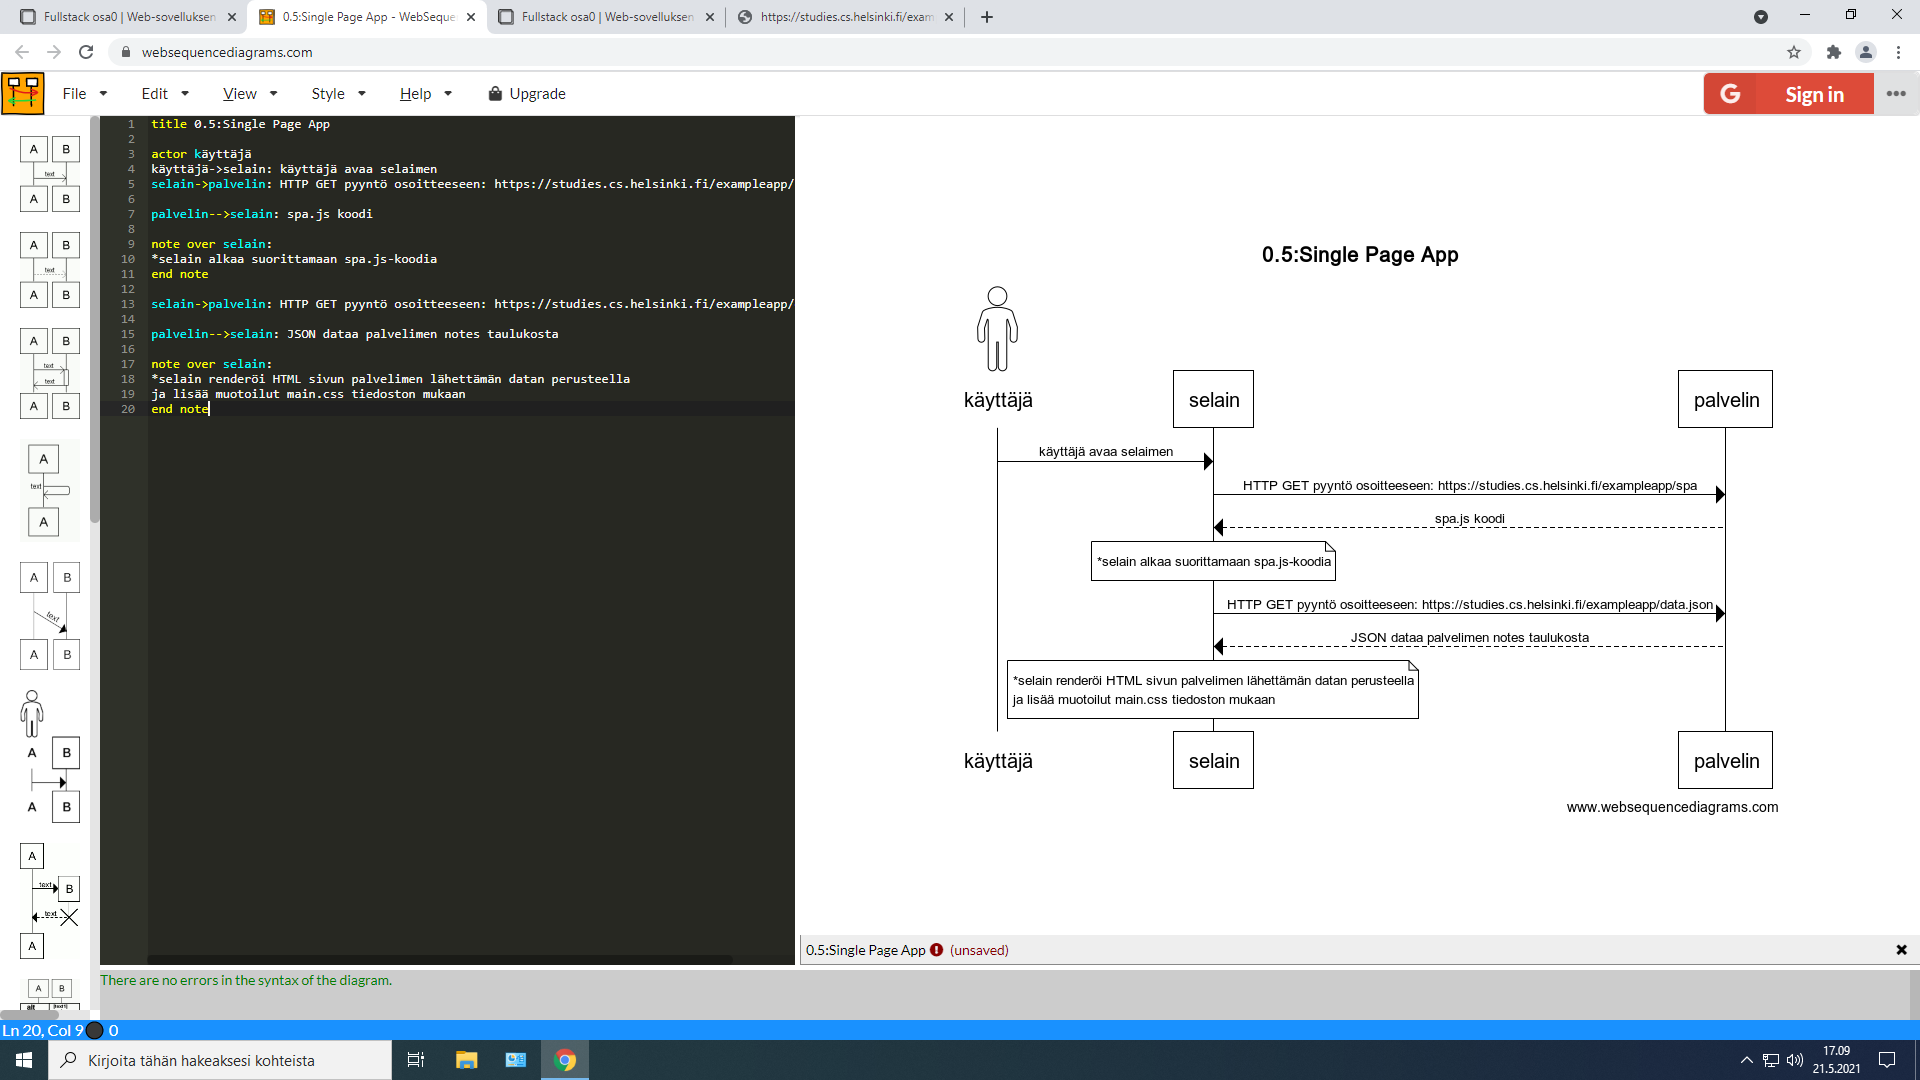 Fullstack osa0 | Web-sovelluksen
0.5:Single Page App - WebSeque
Fullstack osa0 | Web-sovelluksen
https://studies.cs.helsinki.fi/exam
websequencediagrams.com
File
Edit
View
Style
Help
Upgrade
G
Sign in
A B
text
A B
A B
text
A B
A B
text
text
A B
A
text
A
A B
text
A B
A B
A B
A
text
B
text
A
A B
alt
1 title 0.5:Single Page App
2
3 actor käyttäjä
4 käyttäjä->selain: käyttäjä avaa selaimen
5 selain->palvelin: HTTP GET pyyntö osoitteeseen: https://studies.cs.helsinki.fi/exampleapp/
6
7 palvelin-->selain: spa.js koodi
8
9 note over selain:
10 *selain alkaa suorittamaan spa.js-koodia
11 end note
12
13 selain->palvelin: HTTP GET pyyntö osoitteeseen: https://studies.cs.helsinki.fi/exampleapp/
14
15 palvelin-->selain: JSON dataa palvelimen notes taulukosta
16
17 note over selain:
18 *selain renderöi HTML sivun palvelimen lähettämän datan perusteella
19 ja lisää muotoilut main.css tiedoston mukaan
20 end note
0.5:Single Page App
käyttäjä
selain
palvelin
käyttäjä avaa selaimen
HTTP GET pyyntö osoitteeseen: https://studies.cs.helsinki.fi/exampleapp/spa
spa.js koodi
*selain alkaa suorittamaan spa.js-koodia
HTTP GET pyyntö osoitteeseen: https://studies.cs.helsinki.fi/exampleapp/data.json
JSON dataa palvelimen notes taulukosta
*selain renderöi HTML sivun palvelimen lähettämän datan perusteella
ja lisää muotoilut main.css tiedoston mukaan
käyttäjä
selain
palvelin
www.websequencediagrams.com
0.5:Single Page App (unsaved)
There are no errors in the syntax of the diagram.
Ln 20, Col 9 0
Kirjoita tähän hakeaksesi kohteista
17.09
21.5.2021